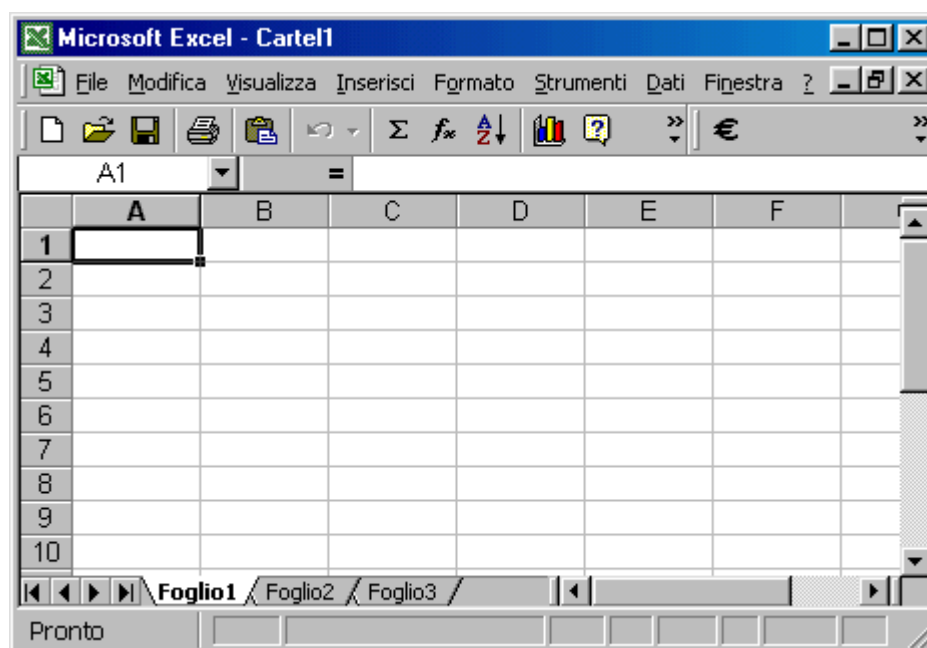 Microsoft Excel - Cartel1
File Modifica Visualizza Inserisci Formato Strumenti Dati Finestra ?
Σ fx A Z ? » € »
A1 =
A B C D E F
1
2
3
4
5
6
7
8
9
10
Foglio1 Foglio2 Foglio3
Pronto